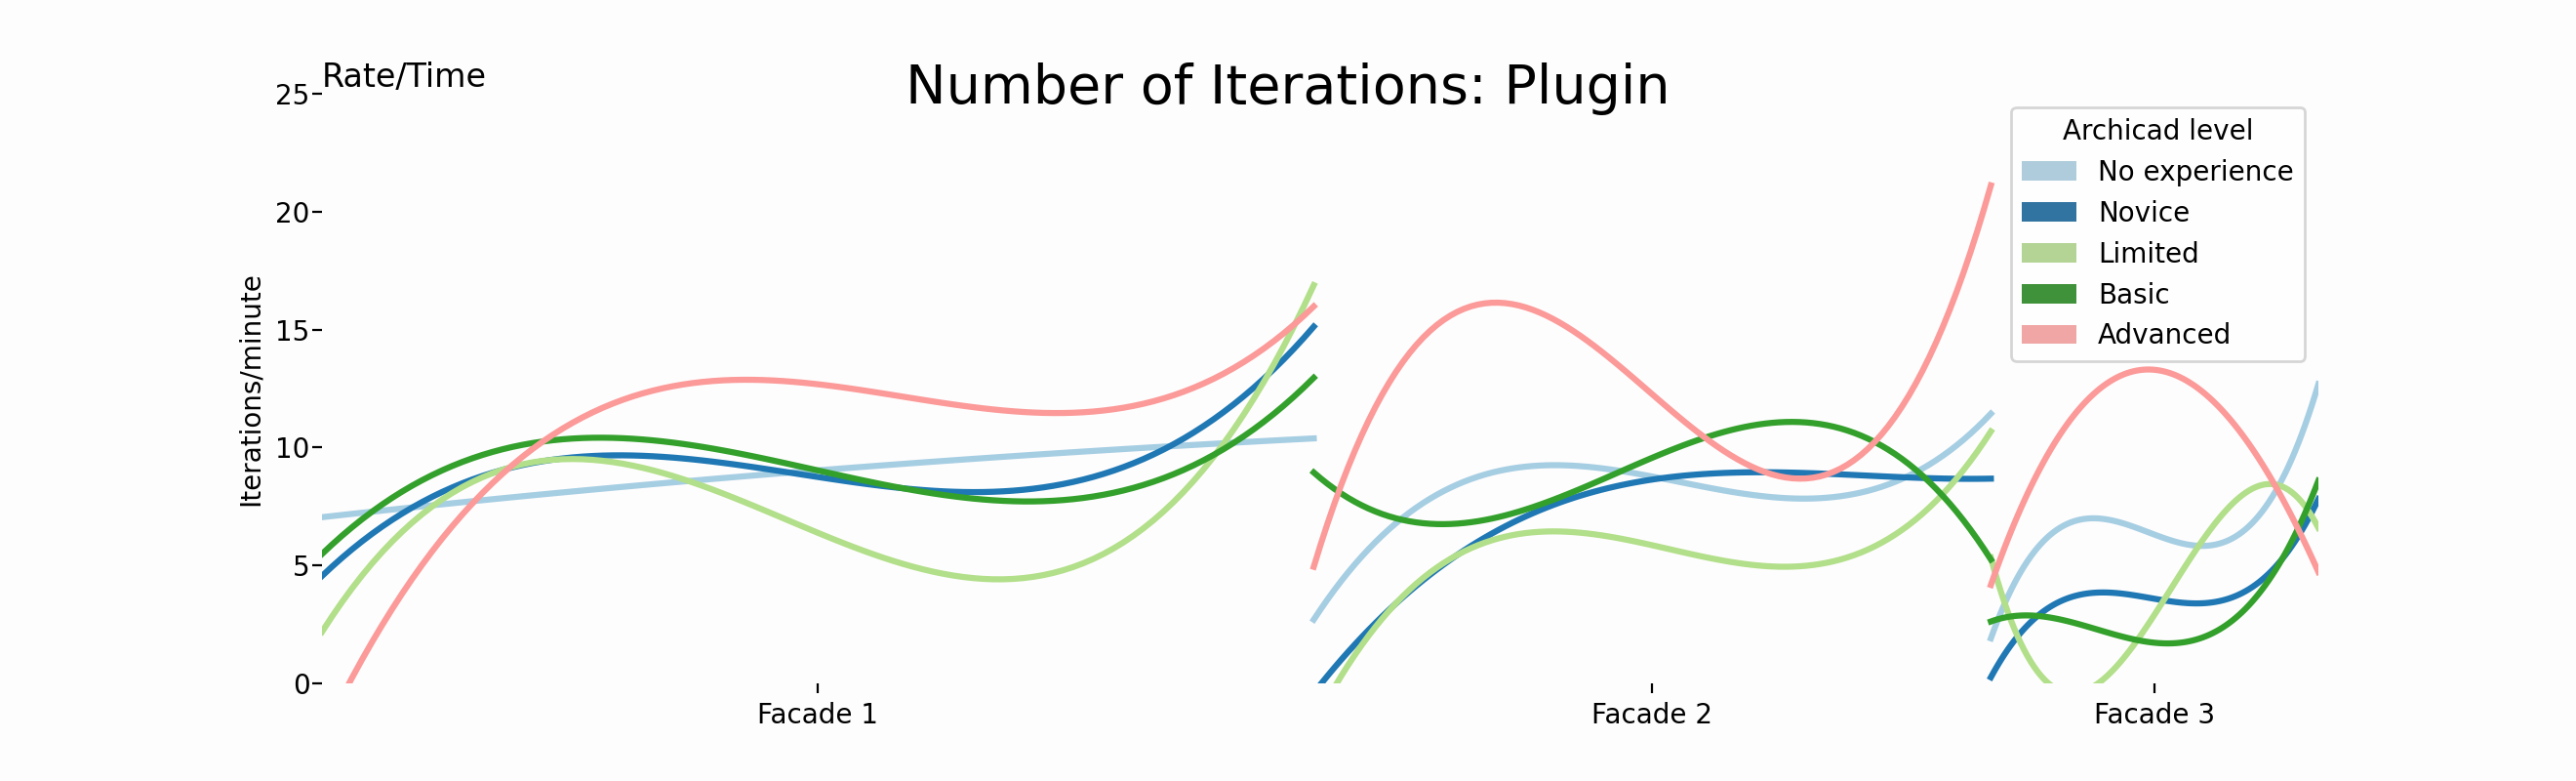 Number of Iterations: Plugin
Rate/Time
Iterations/minute
25
20
15
10
5
0
Facade 1
Facade 2
Facade 3
Archicad level
No experience
Novice
Limited
Basic
Advanced